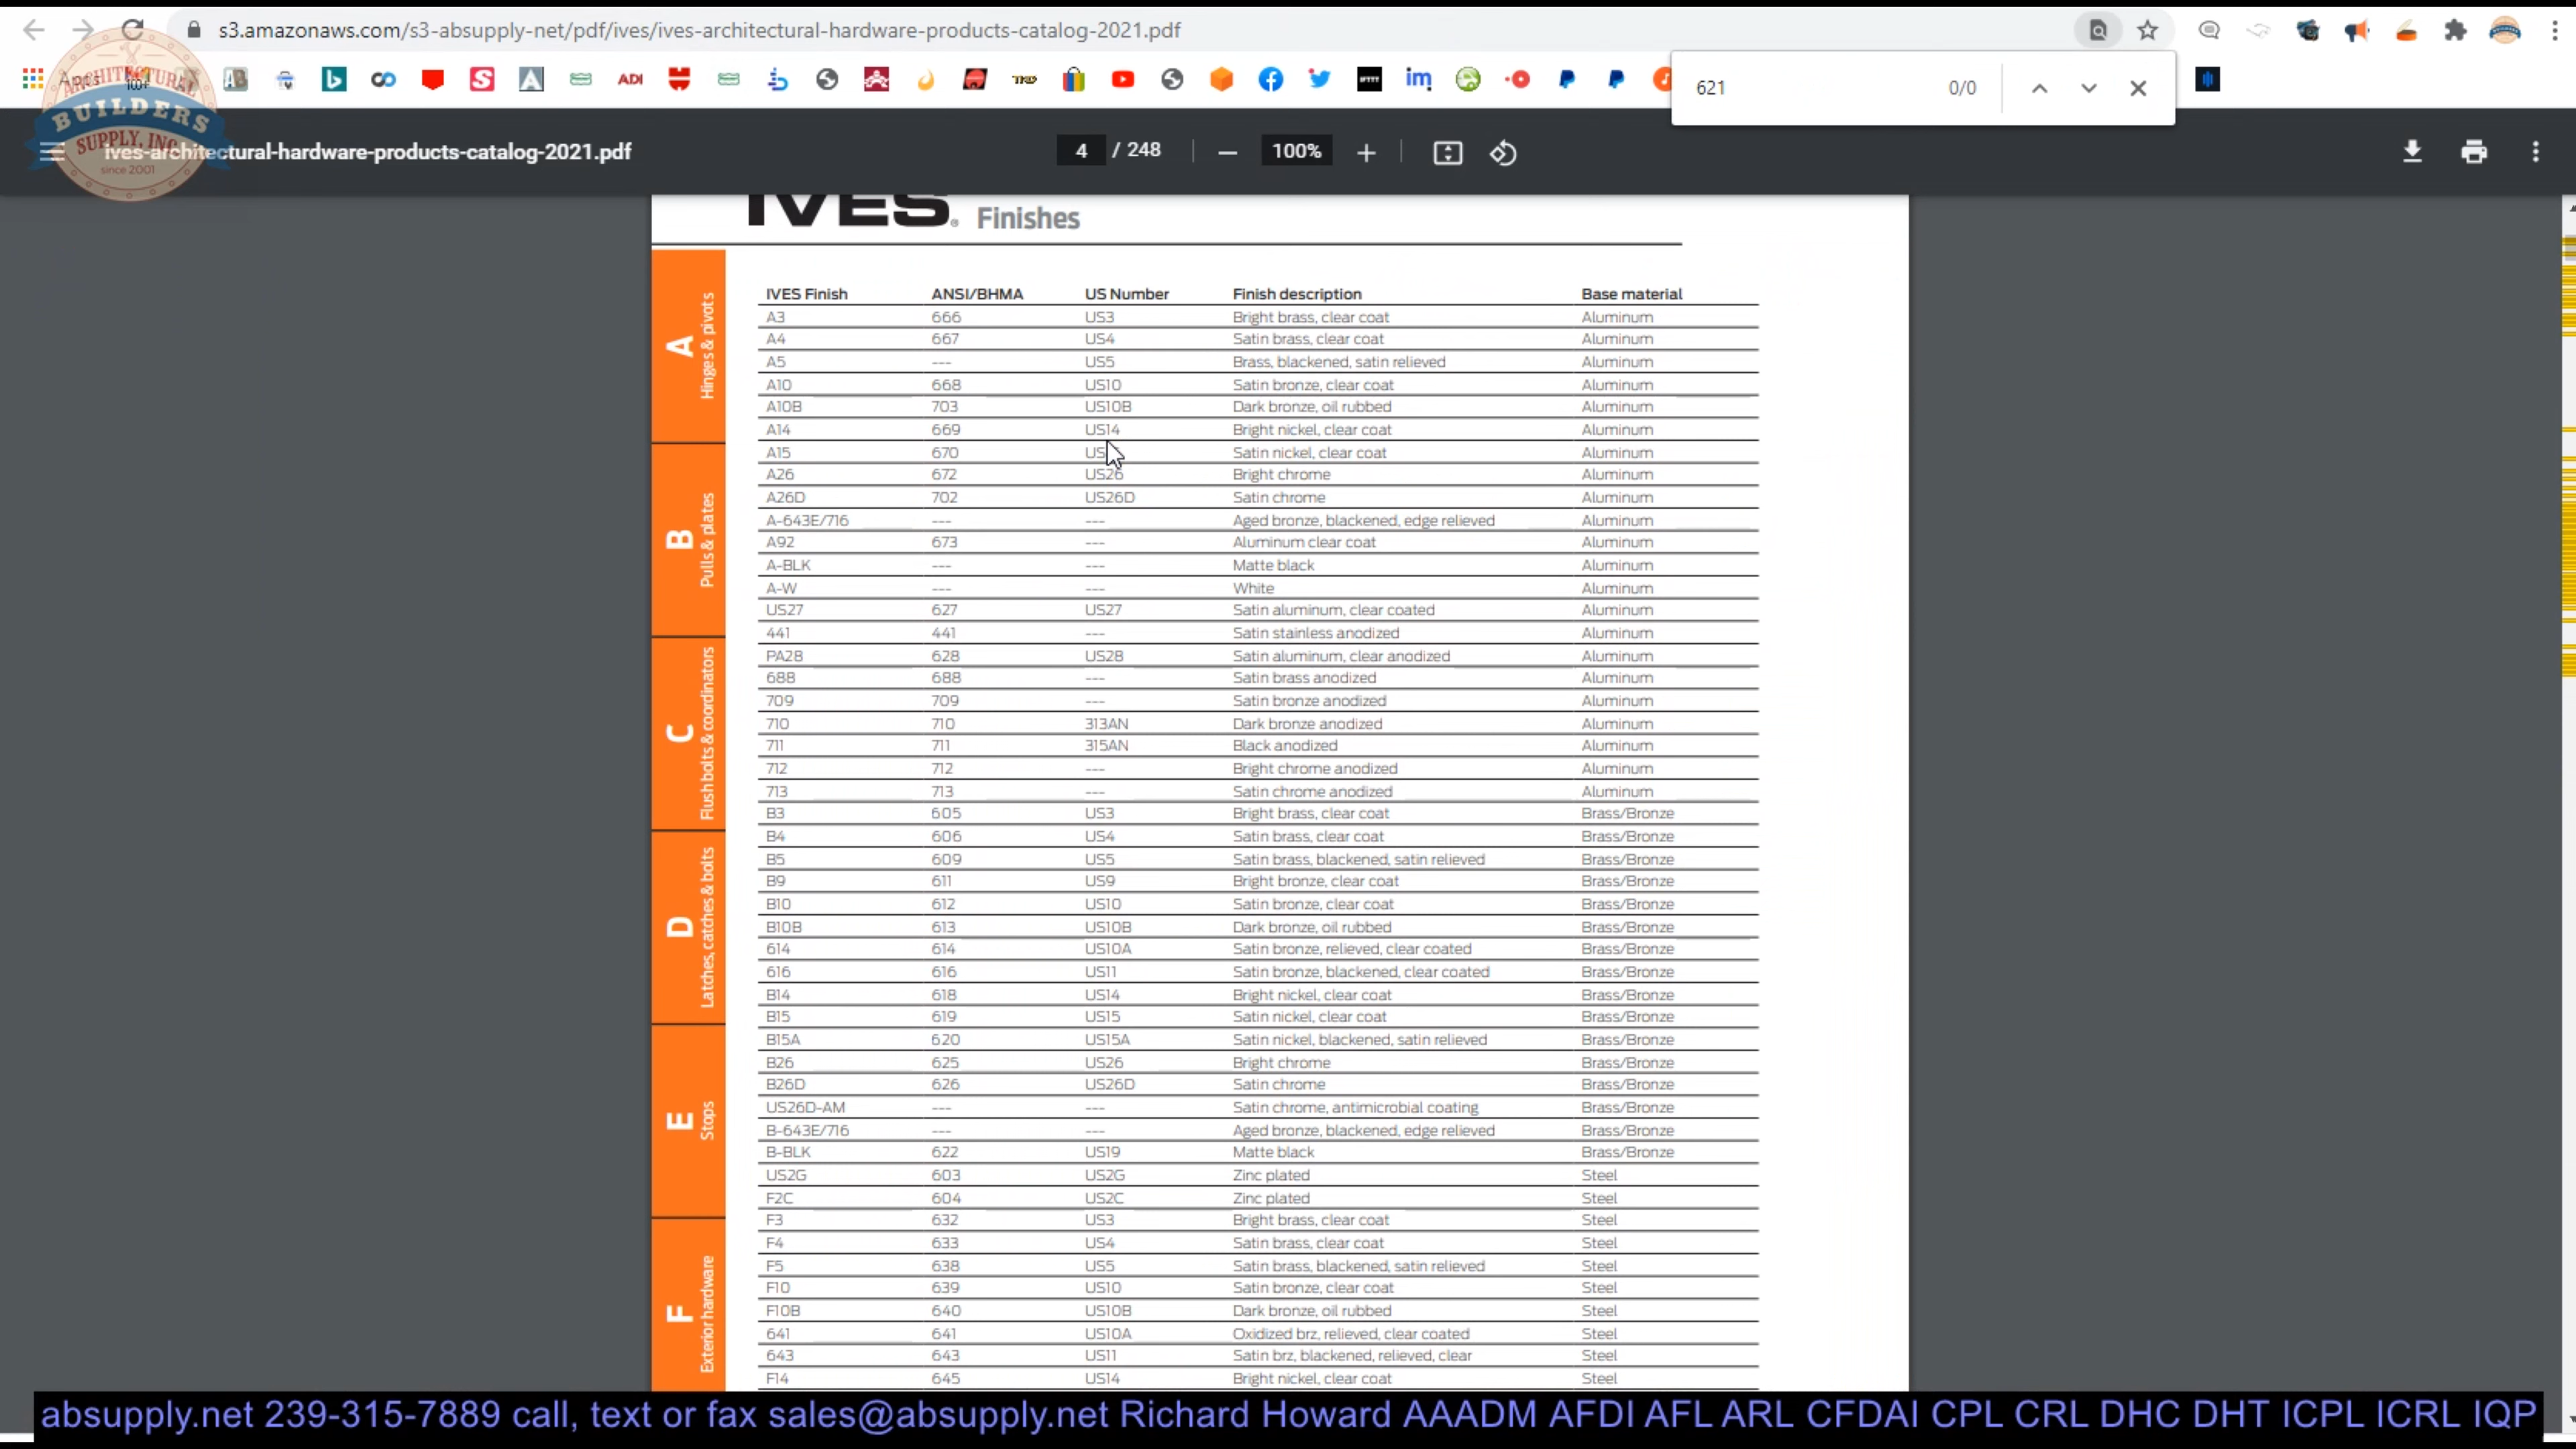 s3.amazonaws.com/s3-absupply-net/pdf/ives/ives-architectural-hardware-products-catalog-2021.pdf
621 0/0
ARCHITECTURAL
BUILDERS
SUPPLY, INC
since 2001
ives-architectural-hardware-products-catalog-2021.pdf
4 / 248
100%
IVES® Finishes
A Hinges & pivots
B Pulls & plates
C Flush bolts & coordinators
D Latches, catches & bolts
E Stops
F Exterior hardware
IVES Finish ANSI/BHMA US Number Finish description Base material
A3 666 US3 Bright brass, clear coat Aluminum
A4 667 US4 Satin brass, clear coat Aluminum
A5 --- US5 Brass, blackened, satin relieved Aluminum
A10 668 US10 Satin bronze, clear coat Aluminum
A10B 703 US10B Dark bronze, oil rubbed Aluminum
A14 669 US14 Bright nickel, clear coat Aluminum
A15 670 Satin nickel, clear coat Aluminum
A26 672 US26 Bright chrome Aluminum
A26D 702 US26D Satin chrome Aluminum
A-643E/716 --- --- Aged bronze, blackened, edge relieved Aluminum
A92 673 --- Aluminum clear coat Aluminum
A-BLK --- --- Matte black Aluminum
A-W --- --- White Aluminum
US27 627 US27 Satin aluminum, clear coated Aluminum
441 441 --- Satin stainless anodized Aluminum
PA28 628 US28 Satin aluminum, clear anodized Aluminum
688 688 --- Satin brass anodized Aluminum
709 709 --- Satin bronze anodized Aluminum
710 710 313AN Dark bronze anodized Aluminum
711 711 315AN Black anodized Aluminum
712 712 --- Bright chrome anodized Aluminum
713 713 --- Satin chrome anodized Aluminum
B3 605 US3 Bright brass, clear coat Brass/Bronze
B4 606 US4 Satin brass, clear coat Brass/Bronze
B5 609 US5 Satin brass, blackened, satin relieved Brass/Bronze
B9 611 US9 Bright bronze, clear coat Brass/Bronze
B10 612 US10 Satin bronze, clear coat Brass/Bronze
B10B 613 US10B Dark bronze, oil rubbed Brass/Bronze
614 614 US10A Satin bronze, relieved, clear coated Brass/Bronze
616 616 US11 Satin bronze, blackened, clear coated Brass/Bronze
B14 618 US14 Bright nickel, clear coat Brass/Bronze
B15 619 US15 Satin nickel, clear coat Brass/Bronze
B15A 620 US15A Satin nickel, blackened, satin relieved Brass/Bronze
B26 625 US26 Bright chrome Brass/Bronze
B26D 626 US26D Satin chrome Brass/Bronze
US26D-AM --- --- Satin chrome, antimicrobial coating Brass/Bronze
B-643E/716 --- --- Aged bronze, blackened, edge relieved Brass/Bronze
B-BLK 622 US19 Matte black Brass/Bronze
US2G 603 US2G Zinc plated Steel
F2C 604 US2C Zinc plated Steel
F3 632 US3 Bright brass, clear coat Steel
F4 633 US4 Satin brass, clear coat Steel
F5 638 US5 Satin brass, blackened, satin relieved Steel
F10 639 US10 Satin bronze, clear coat Steel
F10B 640 US10B Dark bronze, oil rubbed Steel
641 641 US10A Oxidized brz, relieved, clear coated Steel
643 643 US11 Satin brz, blackened, relieved, clear Steel
F14 645 US14 Bright nickel, clear coat Steel
absupply.net 239-315-7889 call, text or fax sales@absupply.net Richard Howard AAADM AFDI AFL ARL CFDAI CPL CRL DHC DHT ICPL ICRL IQP